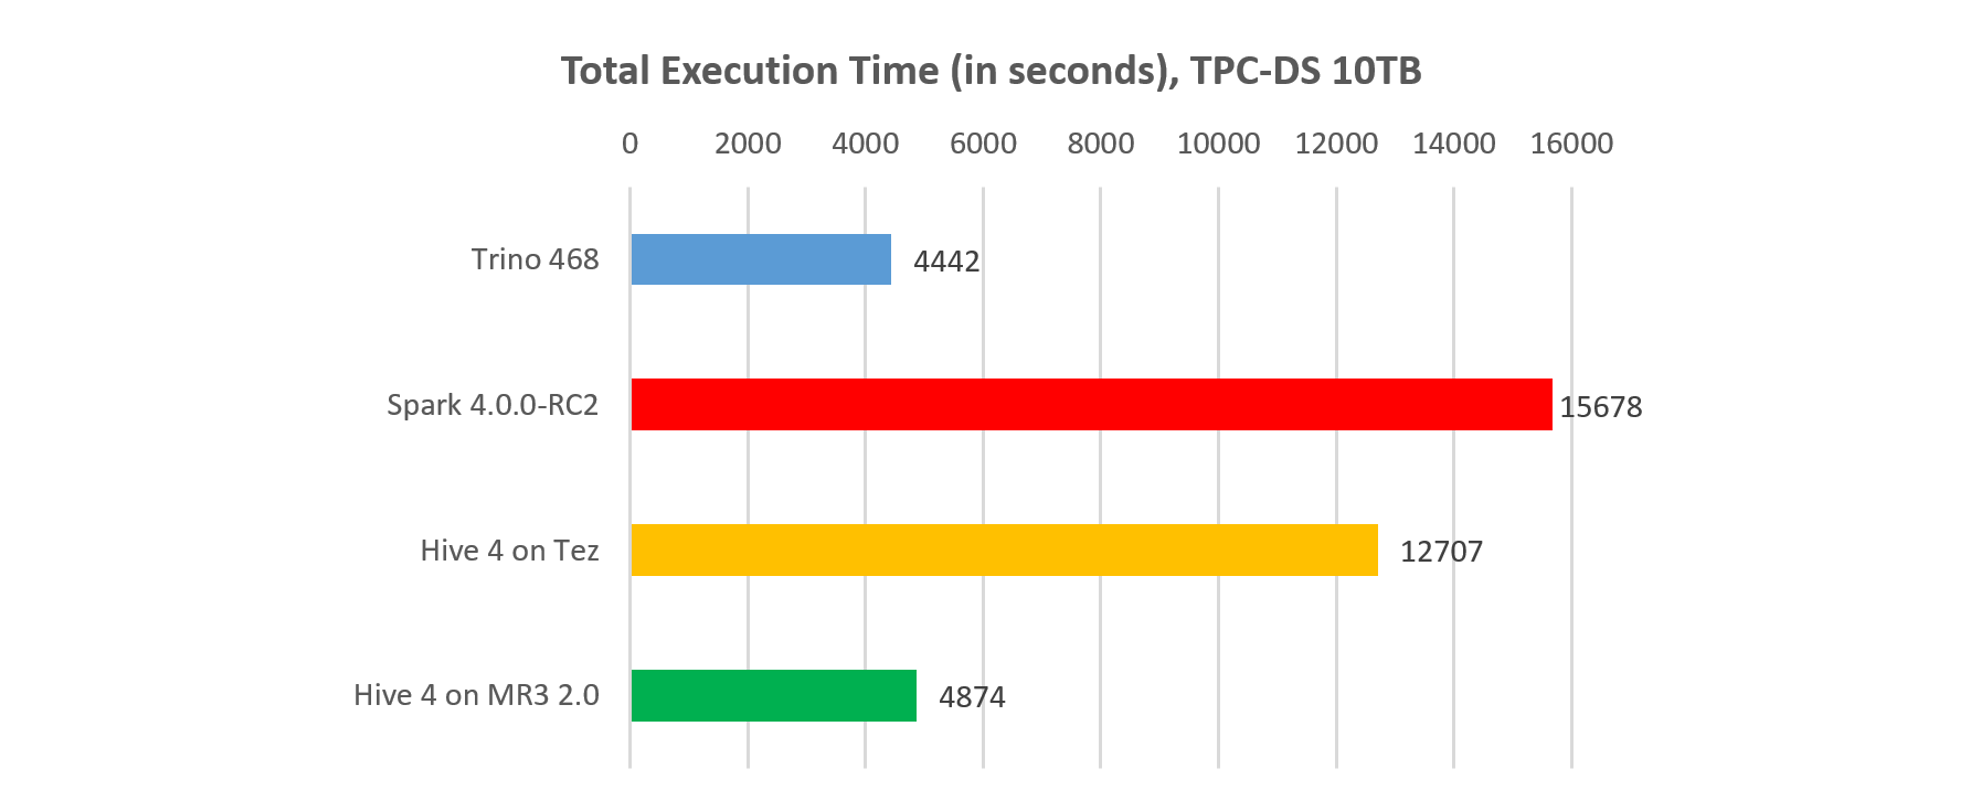 Total Execution Time (in seconds), TPC-DS 10TB
0 2000 4000 6000 8000 10000 12000 14000 16000
Trino 468 4442
Spark 4.0.0-RC2 15678
Hive 4 on Tez 12707
Hive 4 on MR3 2.0 4874